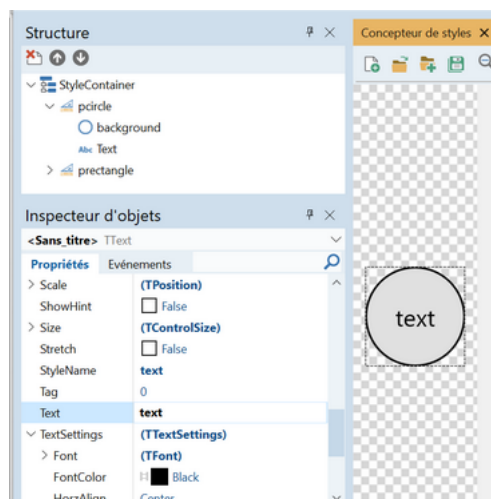 Structure
StyleContainer
pcircle
background
Abc Text
prectangle
Inspecteur d'objets
<Sans_titre> TText
Propriétés Evénements
Scale (TPosition)
ShowHint False
Size (TControlSize)
Stretch False
StyleName text
Tag 0
Text text
TextSettings (TTextSettings)
Font (TFont)
FontColor Black
HorzAlign Center
Concepteur de styles
text